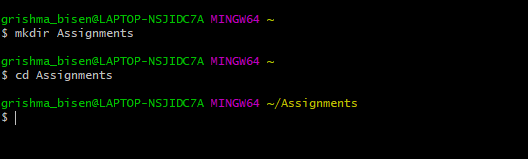 grishma_bisen@LAPTOP-NSJIDC7A MINGW64 ~
$ mkdir Assignments
grishma_bisen@LAPTOP-NSJIDC7A MINGW64 ~
$ cd Assignments
grishma_bisen@LAPTOP-NSJIDC7A MINGW64 ~/Assignments
$